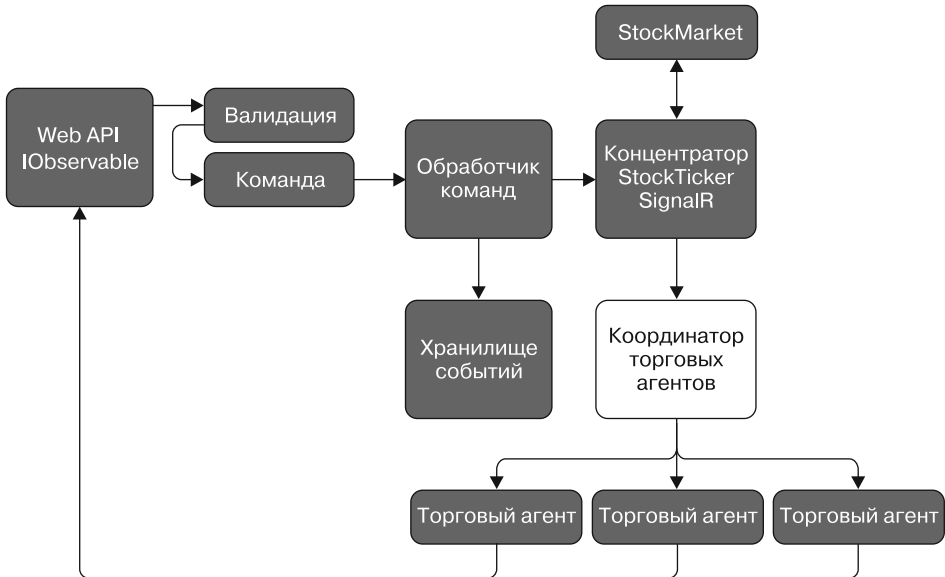 StockMarket
Web API
IObservable
Валидация
Команда
Обработчик
команд
Концентратор
StockTicker
SignalR
Хранилище
событий
Координатор
торговых
агентов
Торговый агент
Торговый агент
Торговый агент